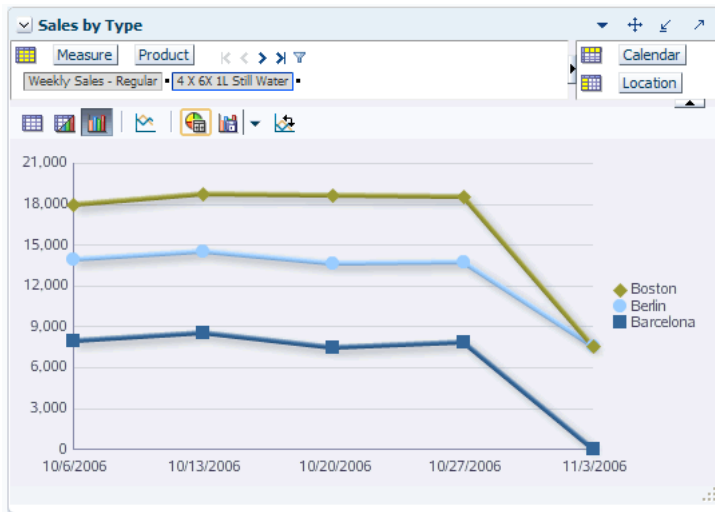 Sales by Type
Measure Product Calendar
Weekly Sales - Regular 4 X 6X 1L Still Water Location
21,000
18,000
15,000
12,000
9,000
6,000
3,000
0
10/6/2006 10/13/2006 10/20/2006 10/27/2006 11/3/2006
Boston
Berlin
Barcelona